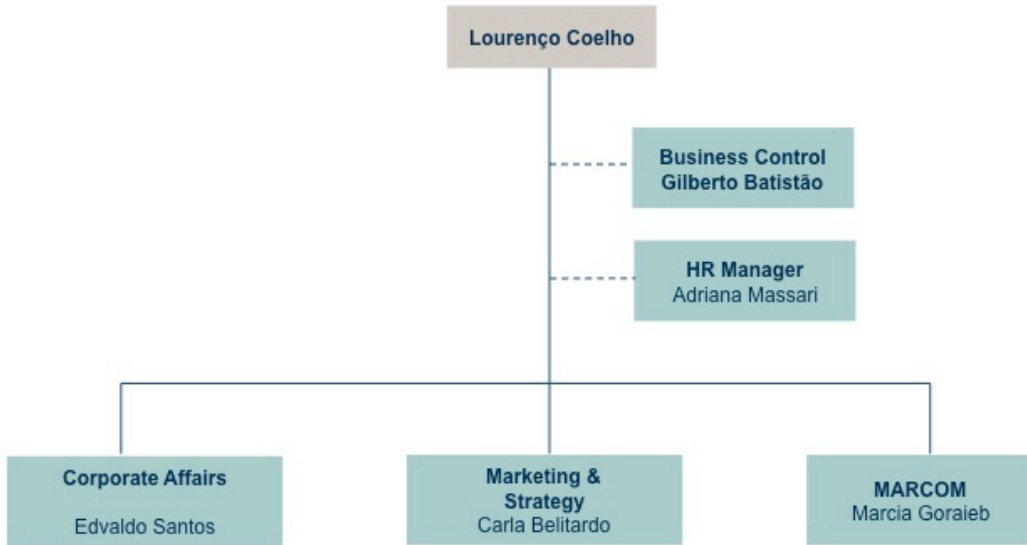 Lourenço Coelho
Business Control
Gilberto Batistão
HR Manager
Adriana Massari
Corporate Affairs
Edvaldo Santos
Marketing &
Strategy
Carla Belitardo
MARCOM
Marcia Goraieb